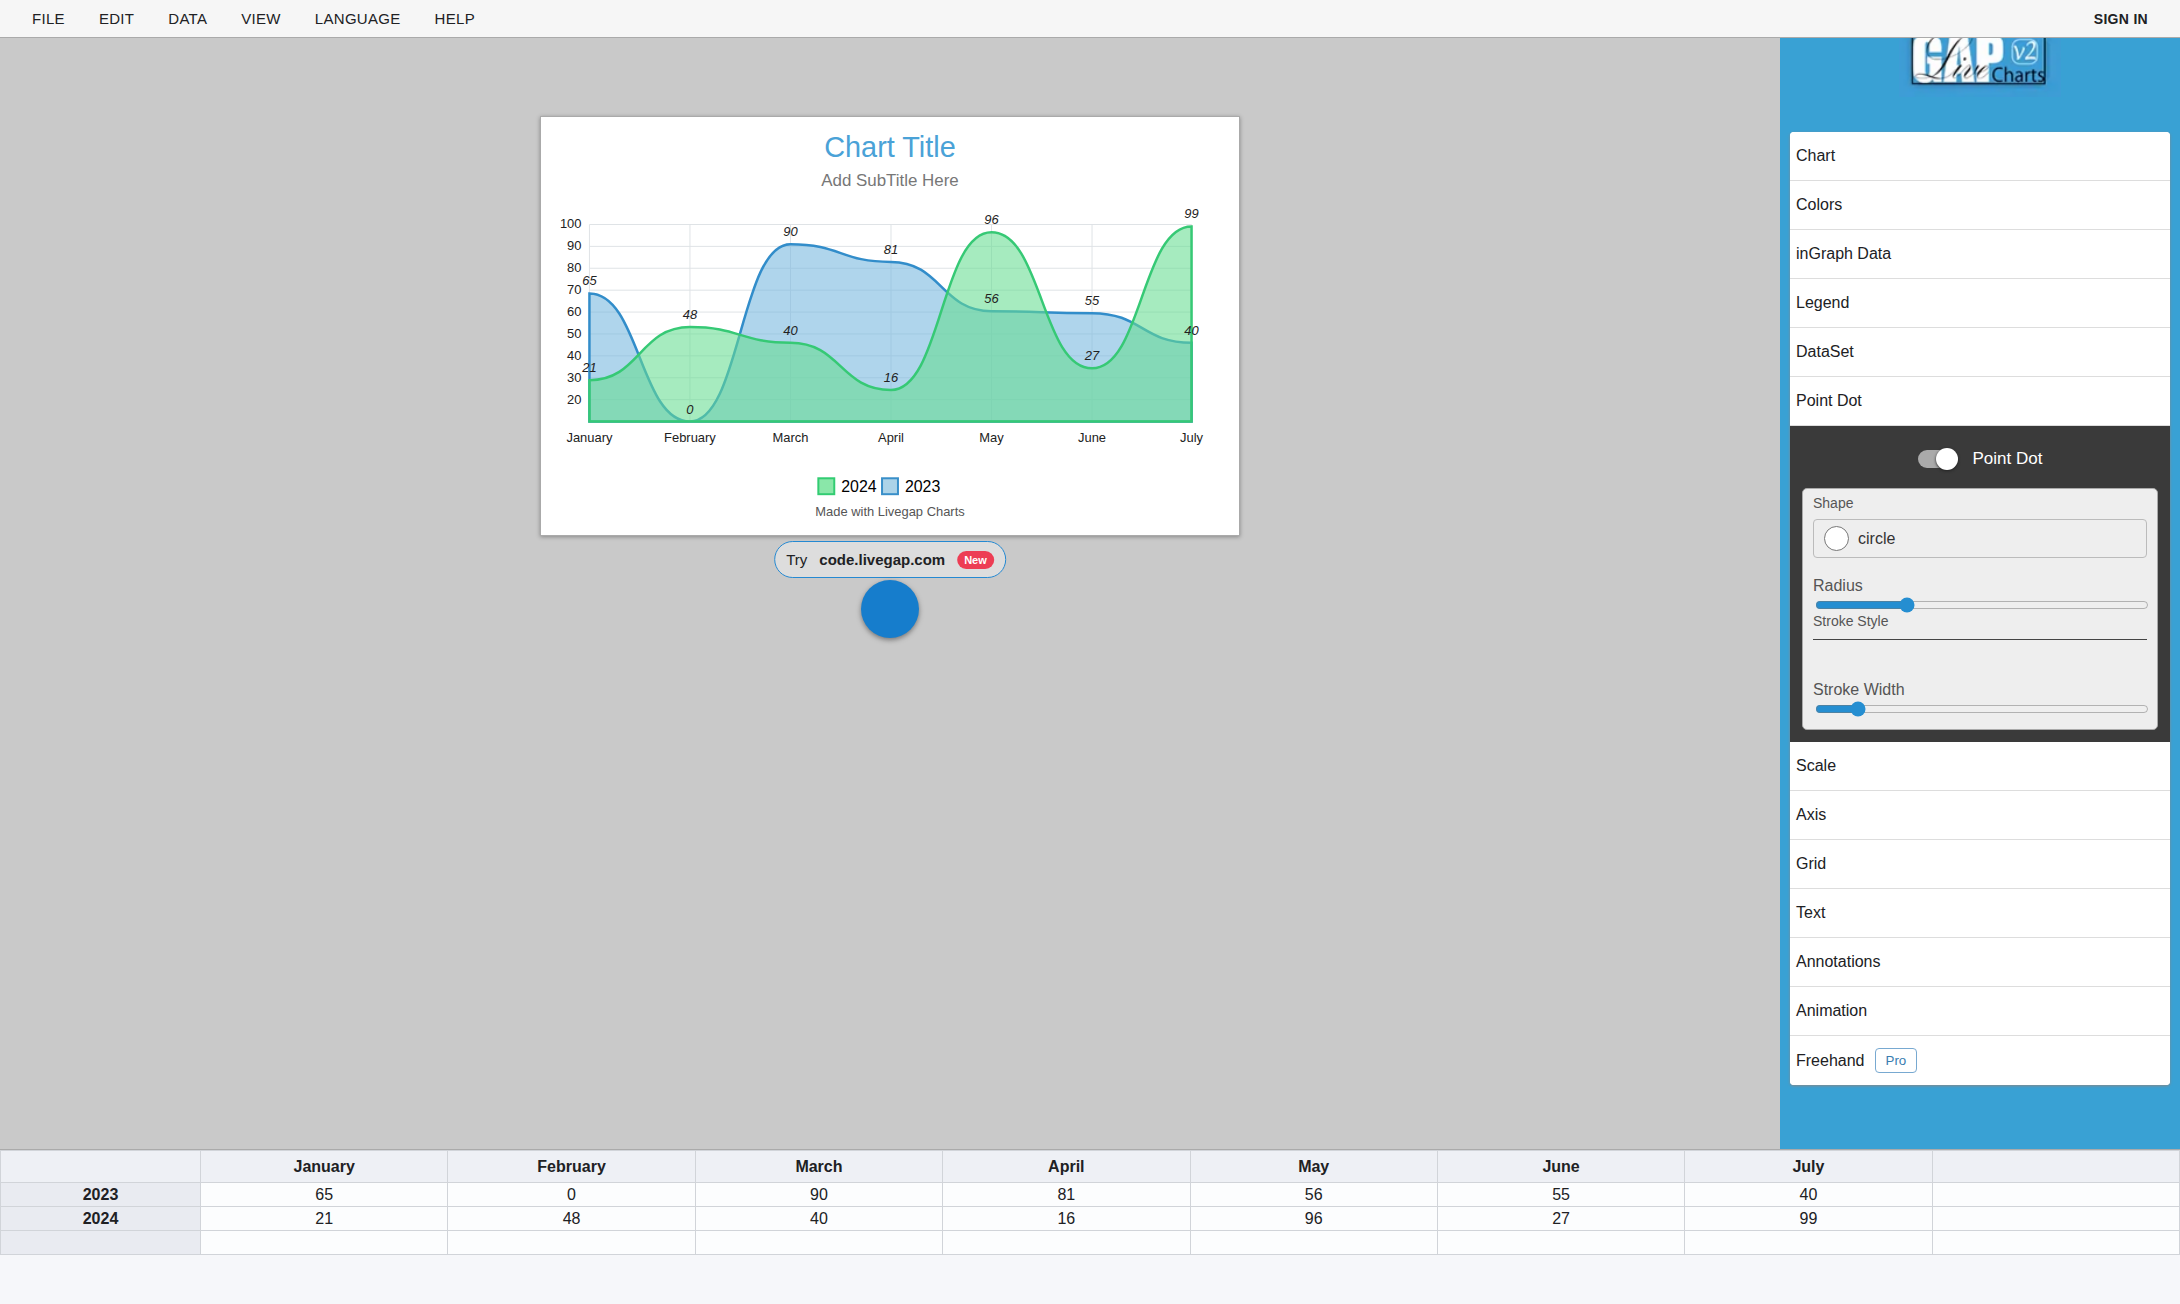 FILE EDIT DATA VIEW LANGUAGE HELP SIGN IN
GAP v2
Live Charts
Chart Title
Add SubTitle Here
100
90
80
70
60
50
40
30
20
65
21
48
0
90
40
81
16
96
56
55
27
99
40
January February March April May June July
2024 2023
Made with Livegap Charts
Try code.livegap.com New
Chart
Colors
inGraph Data
Legend
DataSet
Point Dot
Point Dot
Shape
circle
Radius
Stroke Style
Stroke Width
Scale
Axis
Grid
Text
Annotations
Animation
Freehand Pro
January February March April May June July
2023 65 0 90 81 56 55 40
2024 21 48 40 16 96 27 99